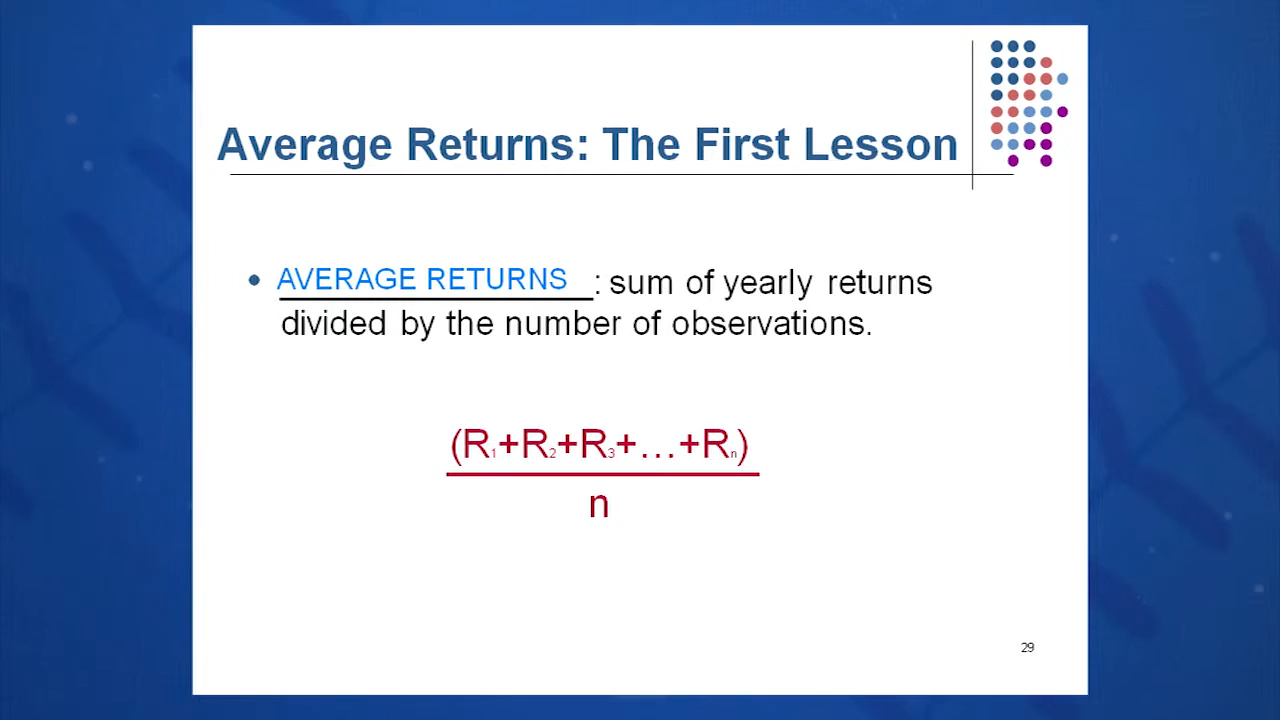 Average Returns: The First Lesson
• AVERAGE RETURNS : sum of yearly returns
divided by the number of observations.
(R₁+R₂+R₃+…+Rₙ)
n
29